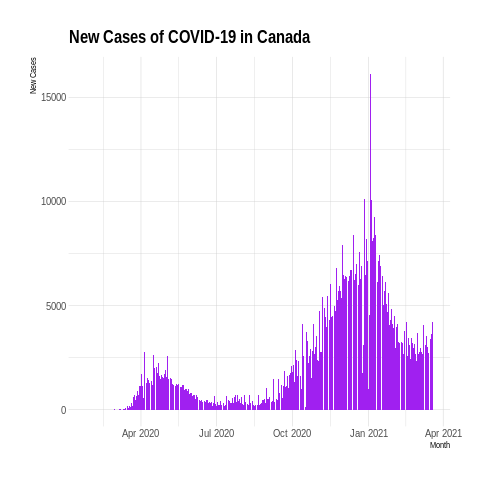 New Cases of COVID-19 in Canada
New Cases
15000
10000
5000
0
Apr 2020 Jul 2020 Oct 2020 Jan 2021 Apr 2021
Month